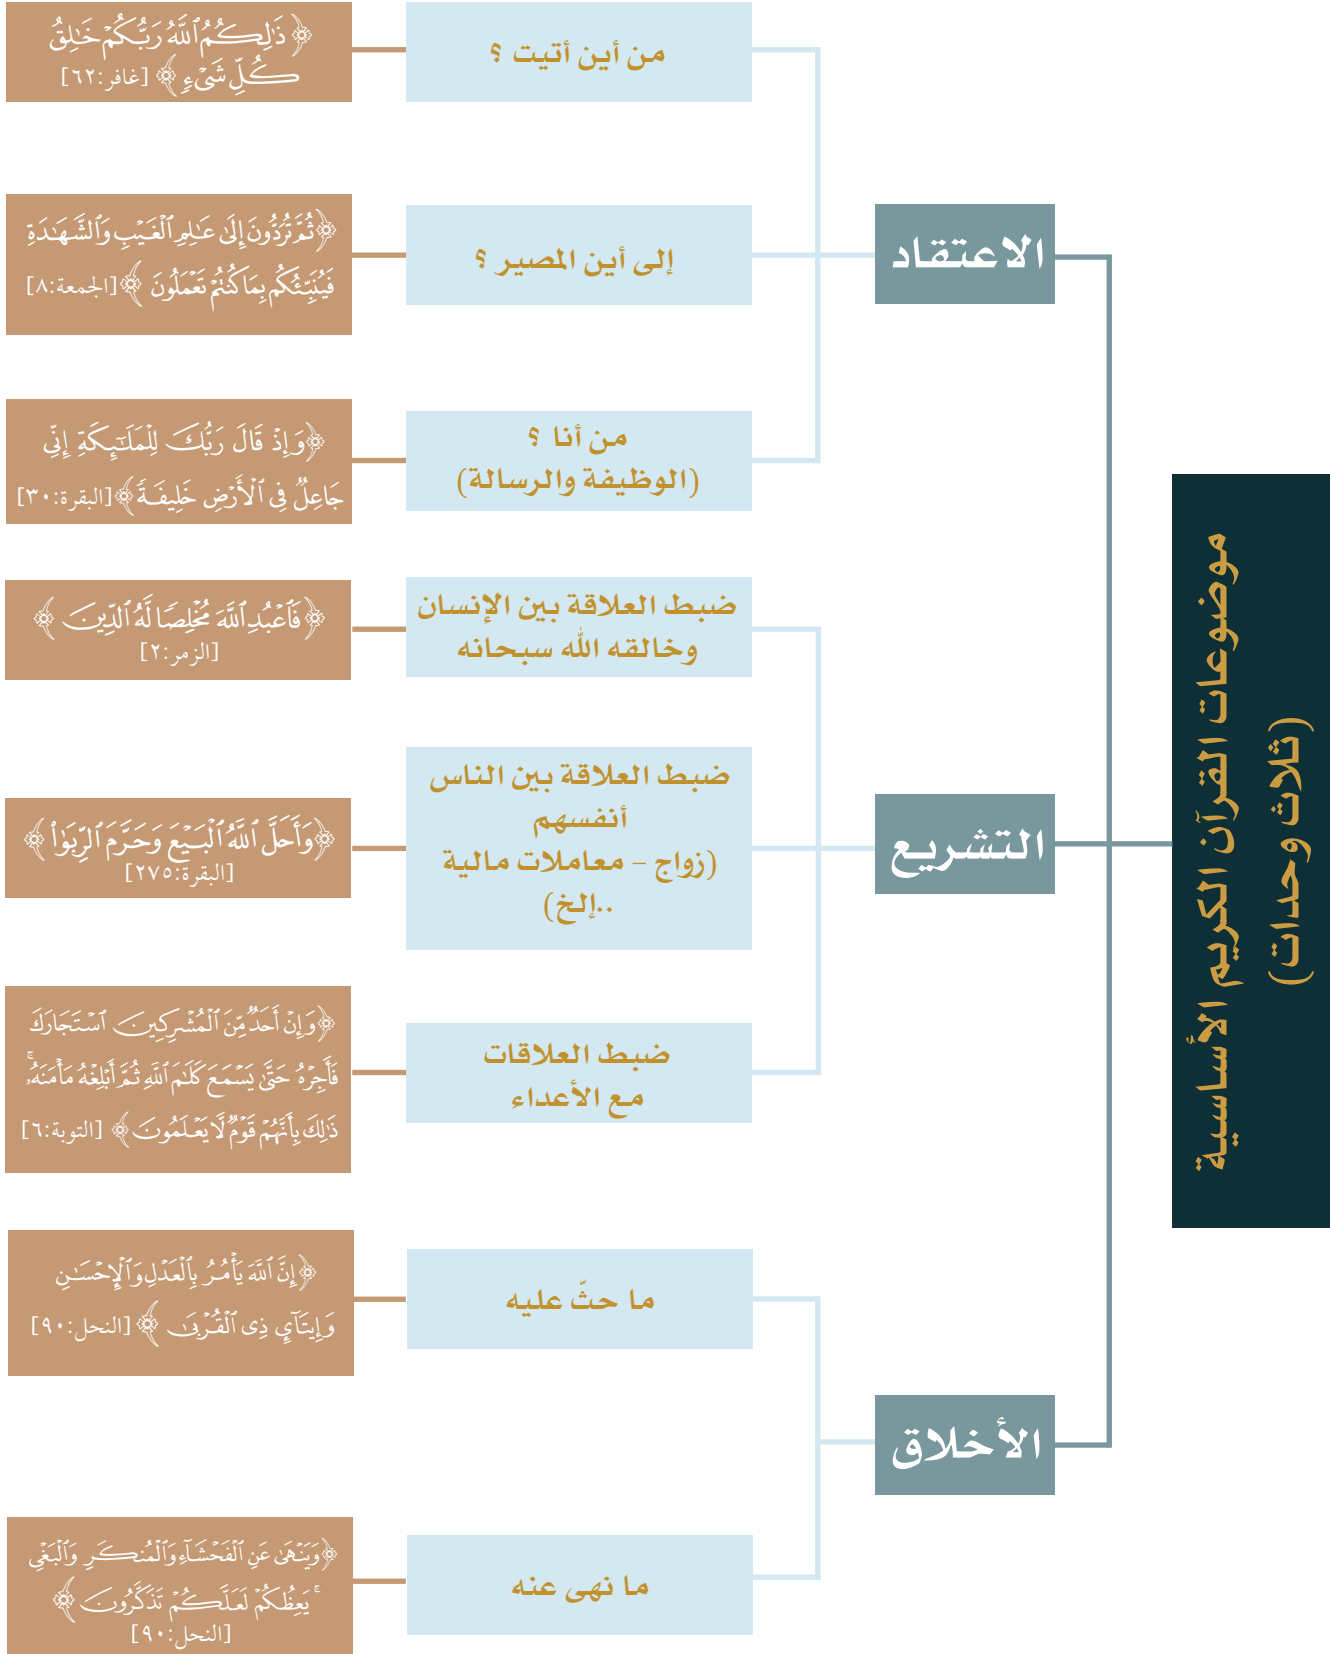 موضوعات القرآن الكريم الأساسية
(ثلاث وحدات)
الاعتقاد
من أين أتيت ؟
﴿ذَٰلِكُمُ ٱللَّهُ رَبُّكُمْ خَٰلِقُ
كُلِّ شَىْءٍ﴾ [غافر:٦٢]
إلى أين المصير ؟
﴿ثُمَّ تُرَدُّونَ إِلَىٰ عَٰلِمِ ٱلْغَيْبِ وَٱلشَّهَٰدَةِ
فَيُنَبِّئُكُم بِمَا كُنتُمْ تَعْمَلُونَ﴾ [الجمعة:٨]
من أنا ؟
(الوظيفة والرسالة)
﴿وَإِذْ قَالَ رَبُّكَ لِلْمَلَٰٓئِكَةِ إِنِّى
جَاعِلٌ فِى ٱلْأَرْضِ خَلِيفَةً﴾ [البقرة:٣٠]
التشريع
ضبط العلاقة بين الإنسان
وخالقه الله سبحانه
﴿فَٱعْبُدِ ٱللَّهَ مُخْلِصًا لَّهُ ٱلدِّينَ﴾
[الزمر:٢]
ضبط العلاقة بين الناس
أنفسهم
(زواج – معاملات مالية
..إلخ)
﴿وَأَحَلَّ ٱللَّهُ ٱلْبَيْعَ وَحَرَّمَ ٱلرِّبَوٰا۟﴾
[البقرة:٢٧٥]
ضبط العلاقات
مع الأعداء
﴿وَإِنْ أَحَدٌ مِّنَ ٱلْمُشْرِكِينَ ٱسْتَجَارَكَ
فَأَجِرْهُ حَتَّىٰ يَسْمَعَ كَلَٰمَ ٱللَّهِ ثُمَّ أَبْلِغْهُ مَأْمَنَهُۥ ۚ
ذَٰلِكَ بِأَنَّهُمْ قَوْمٌ لَّا يَعْلَمُونَ﴾ [التوبة:٦]
الأخلاق
ما حثّ عليه
﴿إِنَّ ٱللَّهَ يَأْمُرُ بِٱلْعَدْلِ وَٱلْإِحْسَٰنِ
وَإِيتَآئِ ذِى ٱلْقُرْبَىٰ﴾ [النحل:٩٠]
ما نهى عنه
﴿وَيَنْهَىٰ عَنِ ٱلْفَحْشَآءِ وَٱلْمُنكَرِ وَٱلْبَغْىِ
ۚ يَعِظُكُمْ لَعَلَّكُمْ تَذَكَّرُونَ﴾
[النحل:٩٠]